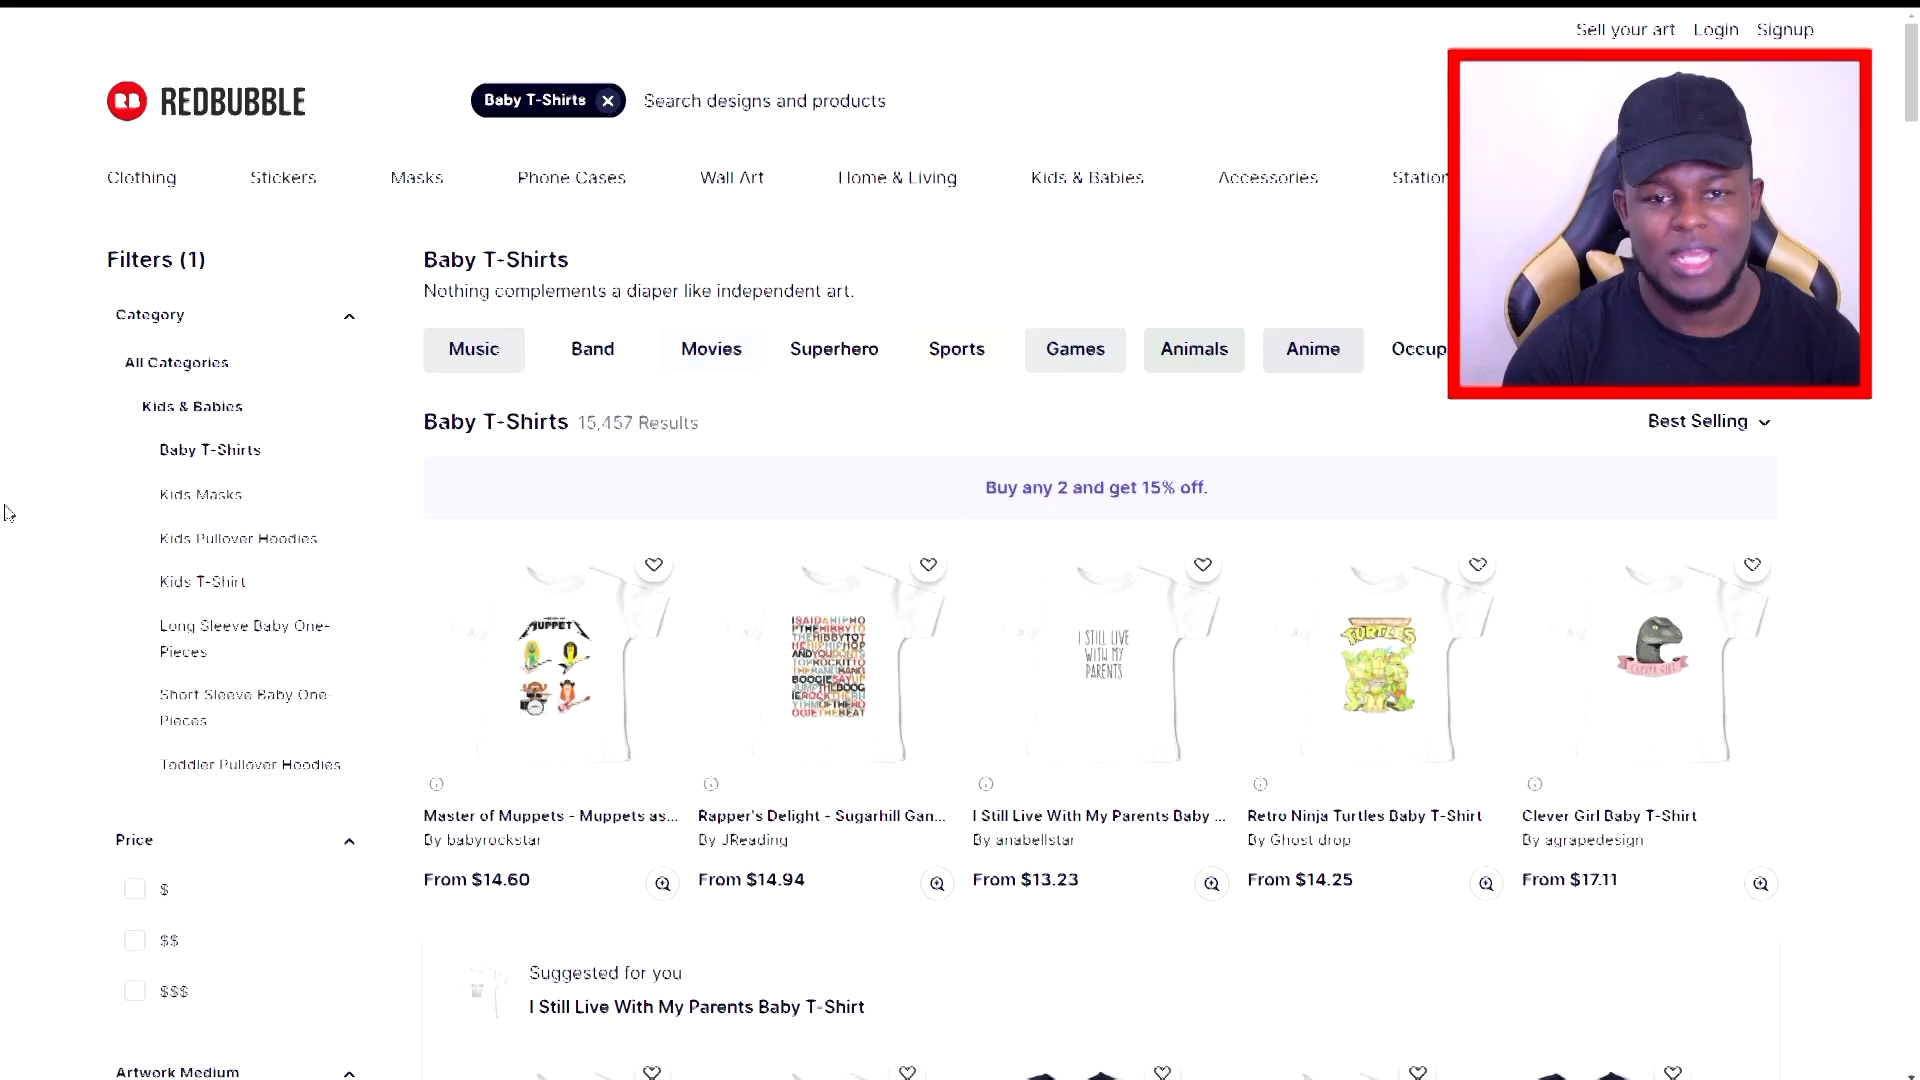 Sell your art Login Signup
RB REDBUBBLE
Baby T-Shirts
Search designs and products
Clothing Stickers Masks Phone Cases Wall Art Home & Living Kids & Babies Accessories Station
Filters (1)
Category
All Categories
Kids & Babies
Baby T-Shirts
Kids Masks
Kids Pullover Hoodies
Kids T-Shirt
Long Sleeve Baby One-
Pieces
Short Sleeve Baby One-
Pieces
Toddler Pullover Hoodies
Price
$
$$
$$$
Artwork Medium
Baby T-Shirts
Nothing complements a diaper like independent art.
Music Band Movies Superhero Sports Games Animals Anime Occup
Baby T-Shirts 15,457 Results
Best Selling
Buy any 2 and get 15% off.
MUPPET
I STILL LIVE
WITH MY
PARENTS
TURTLES
CLEVER GIRL
Master of Muppets - Muppets as...
By babyrockstar
From $14.60
Rapper's Delight - Sugarhill Gan...
By JReading
From $14.94
I Still Live With My Parents Baby ...
By anabellstar
From $13.23
Retro Ninja Turtles Baby T-Shirt
By Ghost drop
From $14.25
Clever Girl Baby T-Shirt
By agrapedesign
From $17.11
Suggested for you
I Still Live With My Parents Baby T-Shirt